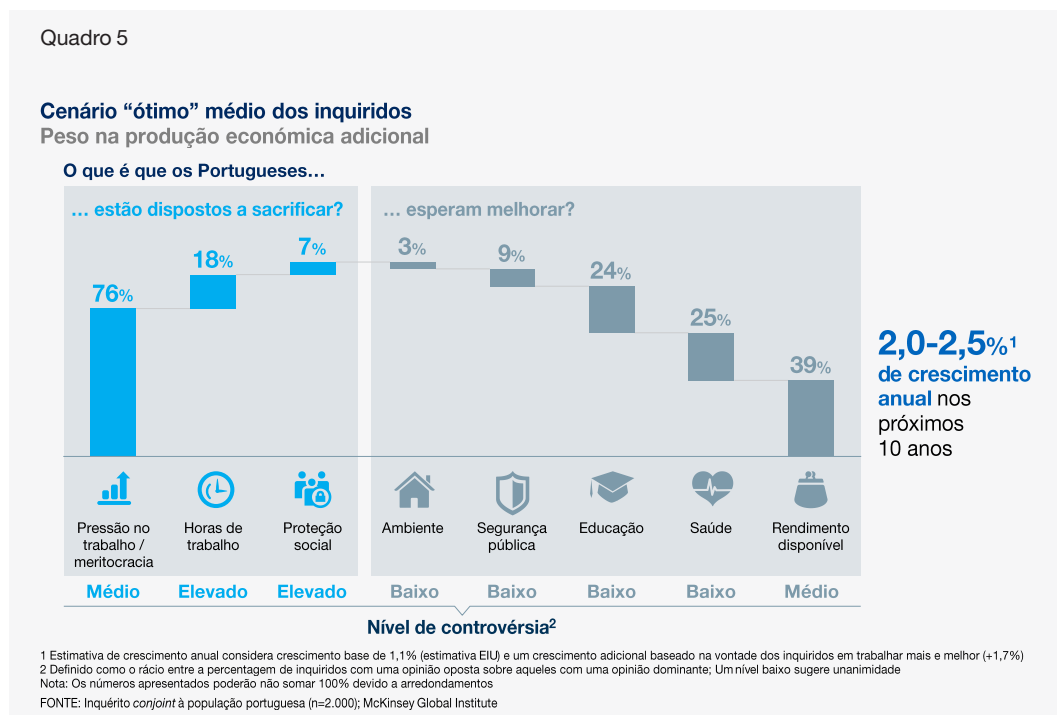 Quadro 5
Cenário “ótimo” médio dos inquiridos
Peso na produção económica adicional
O que é que os Portugueses…
… estão dispostos a sacrificar?
… esperam melhorar?
76%
18%
7%
3%
9%
24%
25%
39%
2,0-2,5%¹
de crescimento
anual nos
próximos
10 anos
Pressão no
trabalho /
meritocracia
Horas de
trabalho
Proteção
social
Ambiente
Segurança
pública
Educação
Saúde
Rendimento
disponível
Médio
Elevado
Elevado
Baixo
Baixo
Baixo
Baixo
Médio
Nível de controvérsia²
1 Estimativa de crescimento anual considera crescimento base de 1,1% (estimativa EIU) e um crescimento adicional baseado na vontade dos inquiridos em trabalhar mais e melhor (+1,7%)
2 Definido como o rácio entre a percentagem de inquiridos com uma opinião oposta sobre aqueles com uma opinião dominante; Um nível baixo sugere unanimidade
Nota: Os números apresentados poderão não somar 100% devido a arredondamentos
FONTE: Inquérito conjoint à população portuguesa (n=2.000); McKinsey Global Institute